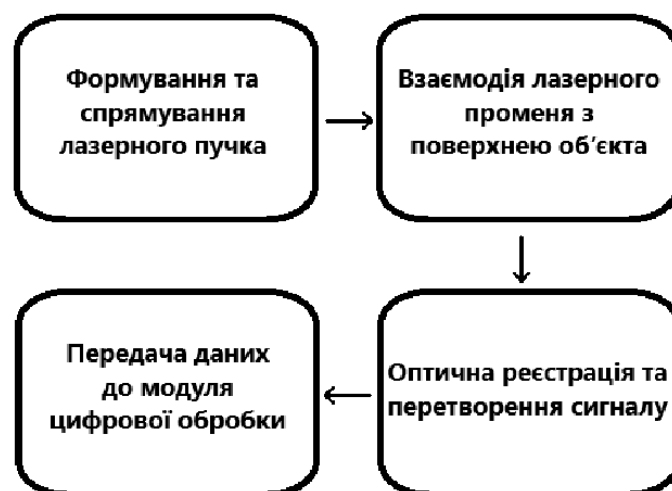 Формування та
спрямування
лазерного пучка
Взаємодія лазерного
променя з
поверхнею об’єкта
Оптична реєстрація та
перетворення сигналу
Передача даних
до модуля
цифрової обробки